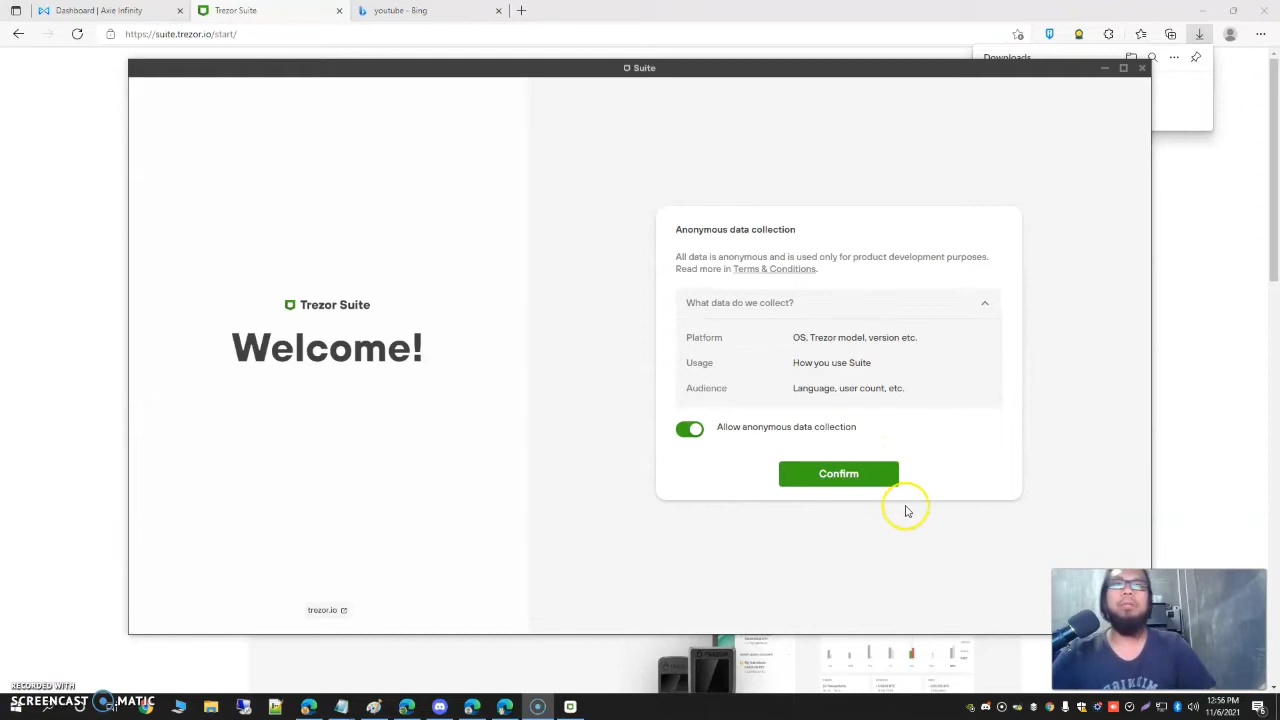 Dashboard | Axie Infinity
Trezor Suite
youtube - Bing
https://suite.trezor.io/start/
Downloads
Suite
Anonymous data collection
All data is anonymous and is used only for product development purposes.
Read more in Terms & Conditions.
What data do we collect?
Platform OS, Trezor model, version etc.
Usage How you use Suite
Audience Language, user count, etc.
Allow anonymous data collection
Confirm
Trezor Suite
Welcome!
trezor.io
TREZOR
RECORDED WITH
SCREENCAST MATIC
12:56 PM
11/6/2021